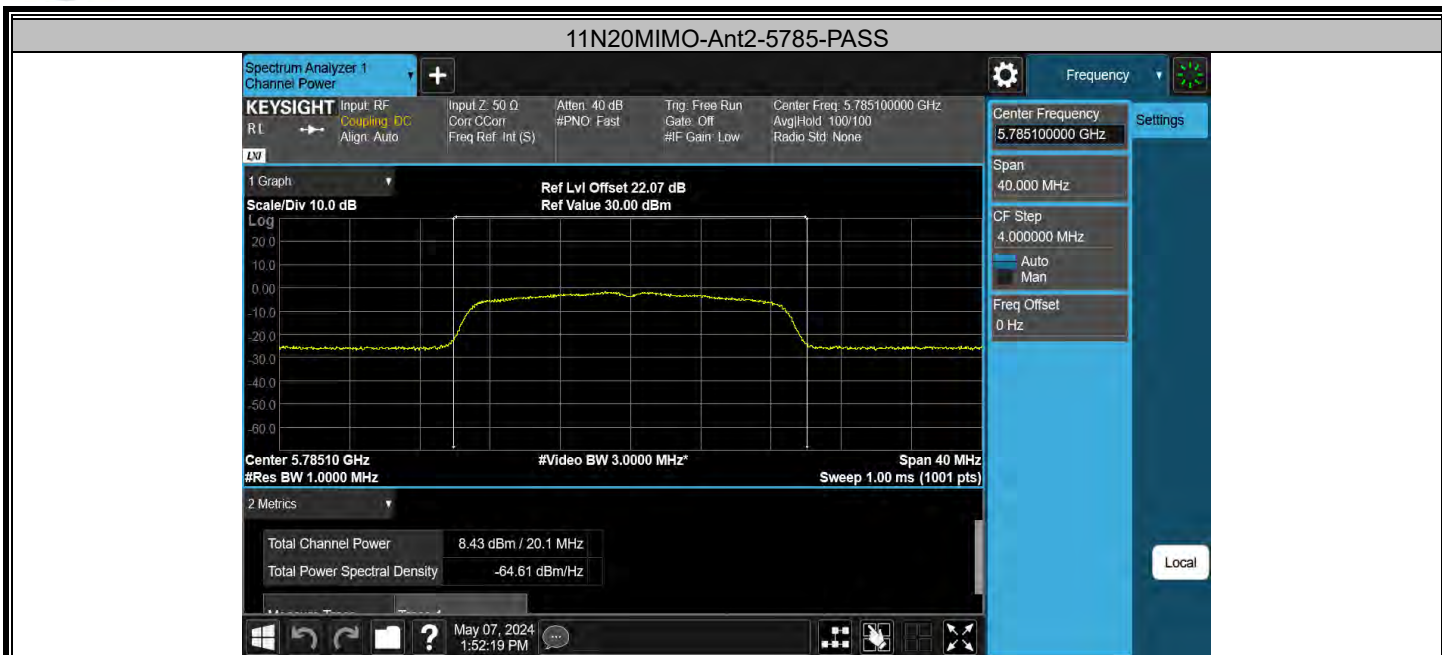 11N20MIMO-Ant2-5785-PASS
Spectrum Analyzer 1
Channel Power
Frequency
KEYSIGHT
RL
LXI
Input: RF
Coupling: DC
Align: Auto
Input Z: 50 Ω
Corr CCorr
Freq Ref: Int (S)
Atten: 40 dB
#PNO: Fast
Trig: Free Run
Gate: Off
#IF Gain: Low
Center Freq: 5.785100000 GHz
Avg|Hold: 100/100
Radio Std: None
Center Frequency
5.785100000 GHz
Settings
Span
40.000 MHz
CF Step
4.000000 MHz
Auto
Man
Freq Offset
0 Hz
Local
1 Graph
Scale/Div 10.0 dB
Ref Lvl Offset 22.07 dB
Ref Value 30.00 dBm
Log
20.0
10.0
0.00
-10.0
-20.0
-30.0
-40.0
-50.0
-60.0
Center 5.78510 GHz
#Video BW 3.0000 MHz*
Span 40 MHz
#Res BW 1.0000 MHz
Sweep 1.00 ms (1001 pts)
2 Metrics
Total Channel Power 8.43 dBm / 20.1 MHz
Total Power Spectral Density -64.61 dBm/Hz
?
May 07, 2024
1:52:19 PM